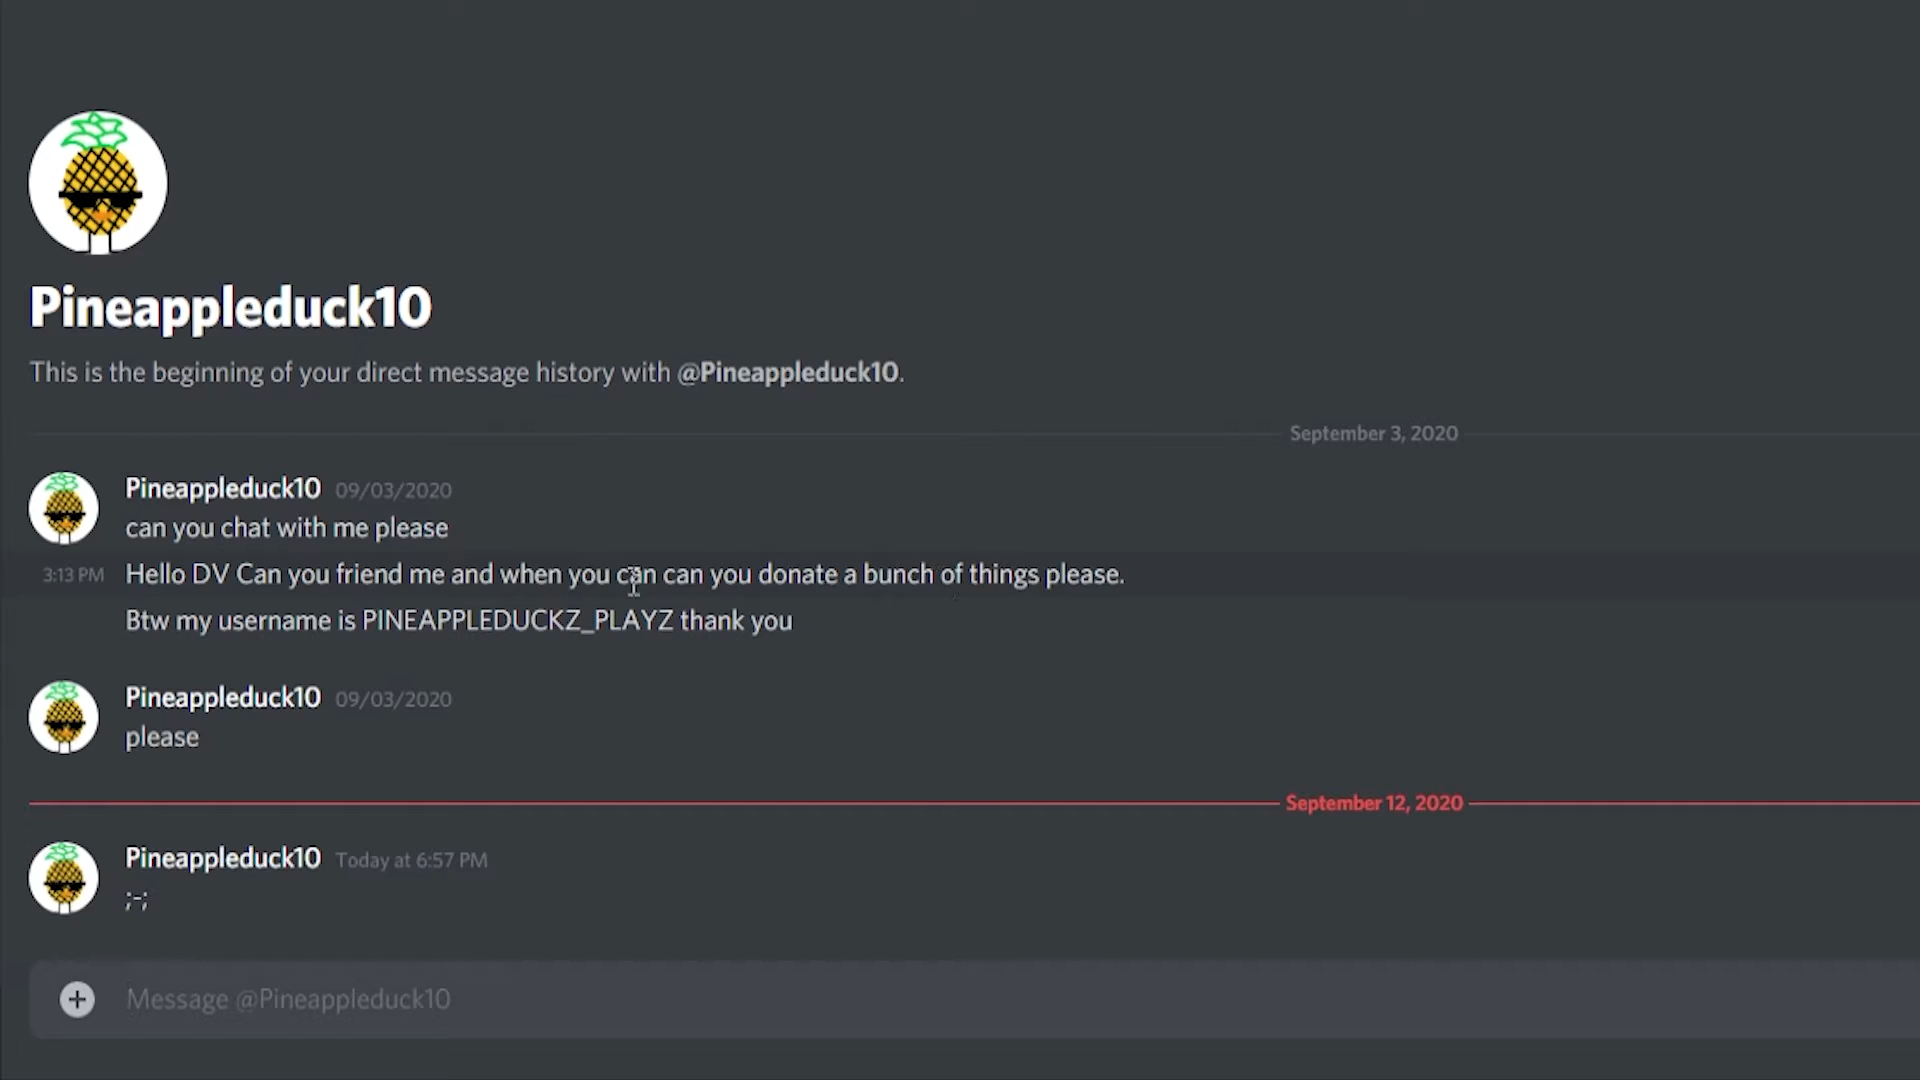 Pineappleduck10
This is the beginning of your direct message history with @Pineappleduck10.
September 3, 2020
Pineappleduck10 09/03/2020
can you chat with me please
3:13 PM Hello DV Can you friend me and when you can can you donate a bunch of things please.
Btw my username is PINEAPPLEDUCKZ_PLAYZ thank you
Pineappleduck10 09/03/2020
please
September 12, 2020
Pineappleduck10 Today at 6:57 PM
;-;
Message @Pineappleduck10